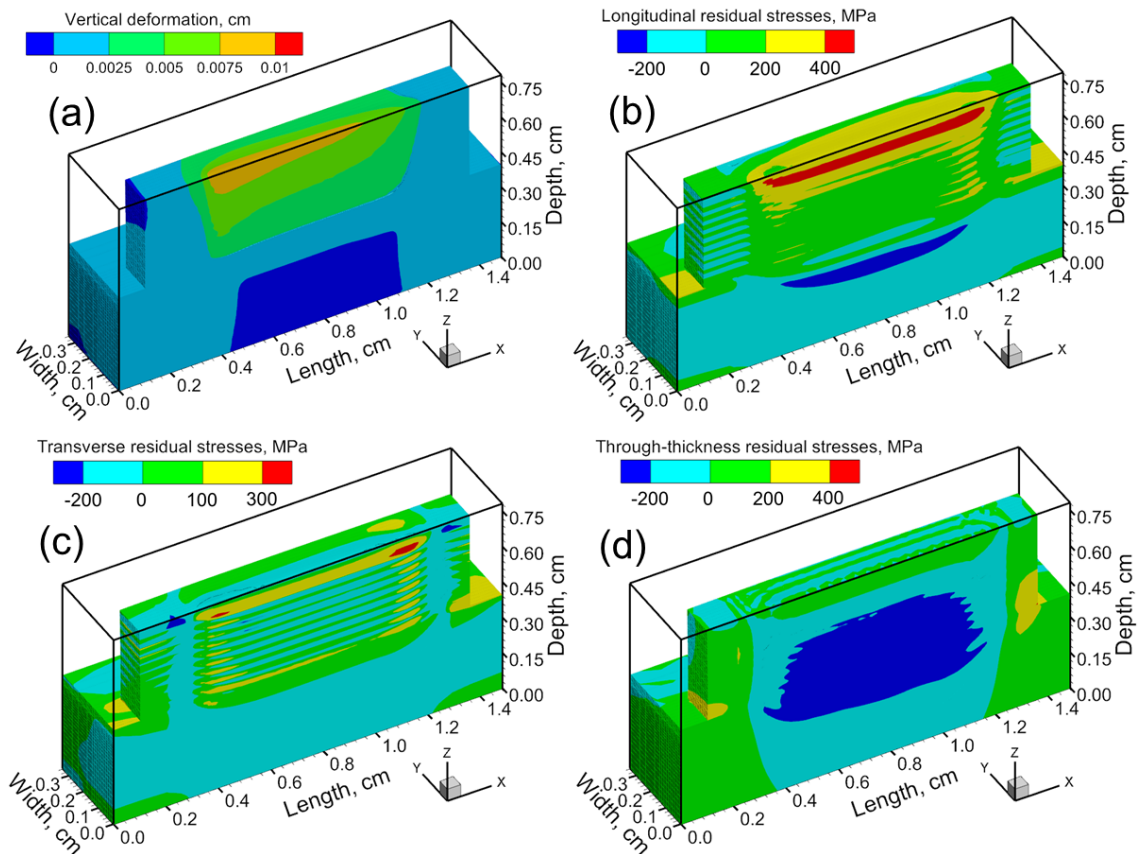 Vertical deformation, cm
0 0.0025 0.005 0.0075 0.01
(a)
0.75
0.60
0.45
0.30
0.15
0.00
Depth, cm
Width, cm
0.3
0.2
0.1
0.0
0.0 0.2 0.4 0.6 0.8 1.0 1.2 1.4
Length, cm
Z
Y
X
Longitudinal residual stresses, MPa
-200 0 200 400
(b)
0.75
0.60
0.45
0.30
0.15
0.00
Depth, cm
Width, cm
0.3
0.2
0.1
0.0
0.0 0.2 0.4 0.6 0.8 1.0 1.2 1.4
Length, cm
Z
Y
X
Transverse residual stresses, MPa
-200 0 100 300
(c)
0.75
0.60
0.45
0.30
0.15
0.00
Depth, cm
Width, cm
0.3
0.2
0.1
0.0
0.0 0.2 0.4 0.6 0.8 1.0 1.2 1.4
Length, cm
Z
Y
X
Through-thickness residual stresses, MPa
-200 0 200 400
(d)
0.75
0.60
0.45
0.30
0.15
0.00
Depth, cm
Width, cm
0.3
0.2
0.1
0.0
0.0 0.2 0.4 0.6 0.8 1.0 1.2 1.4
Length, cm
Z
Y
X